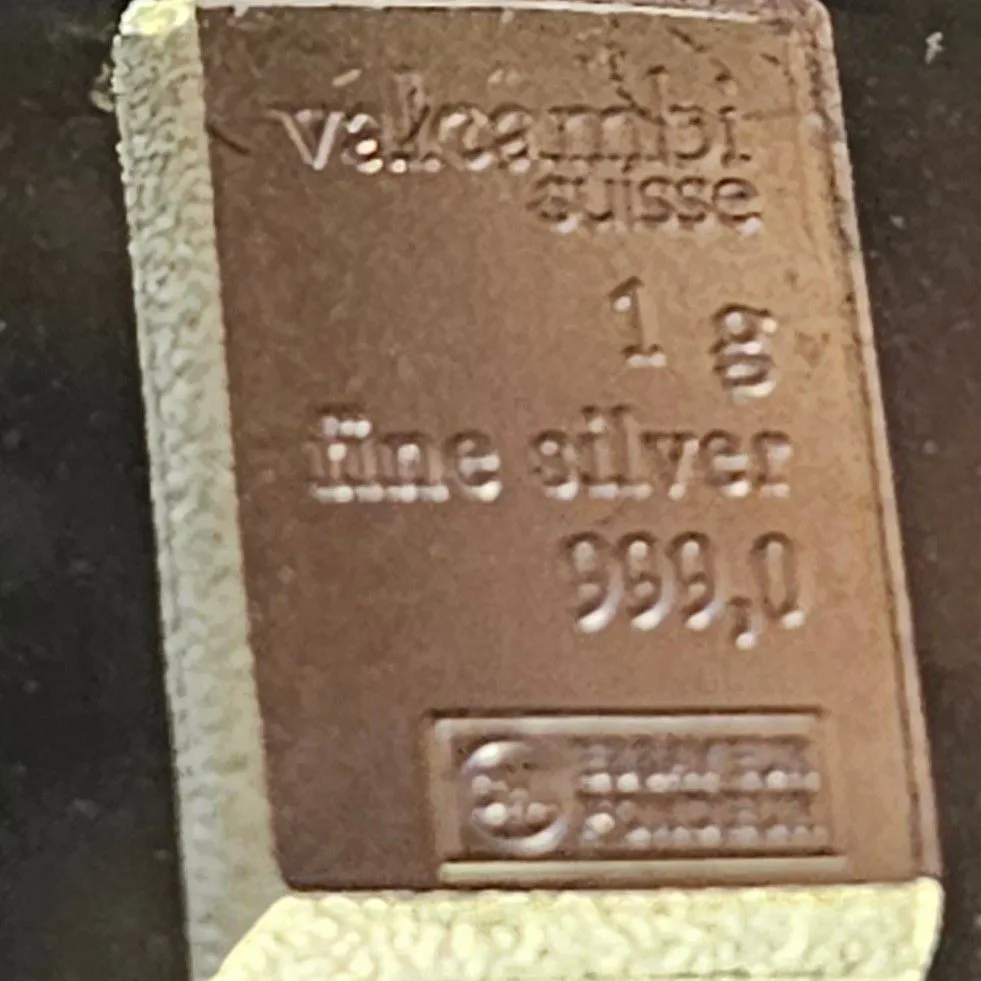 valcambi
suisse
1 g
fine silver
999,0